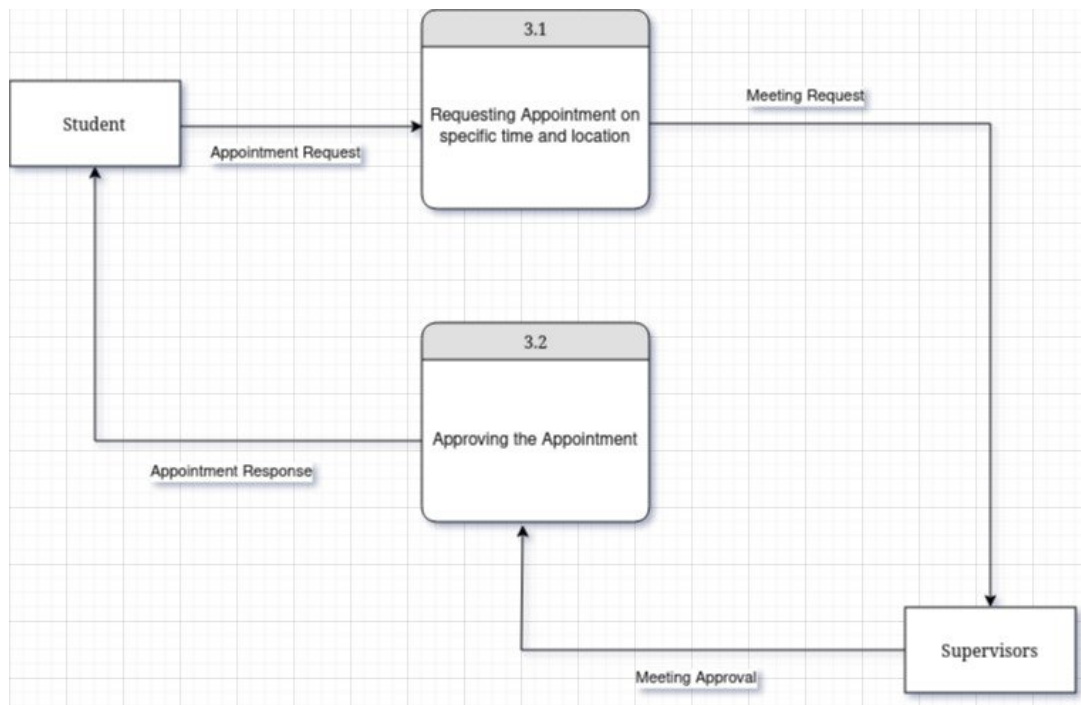 3.1
Meeting Request
Student
Requesting Appointment on
specific time and location
Appointment Request
3.2
Approving the Appointment
Appointment Response
Supervisors
Meeting Approval